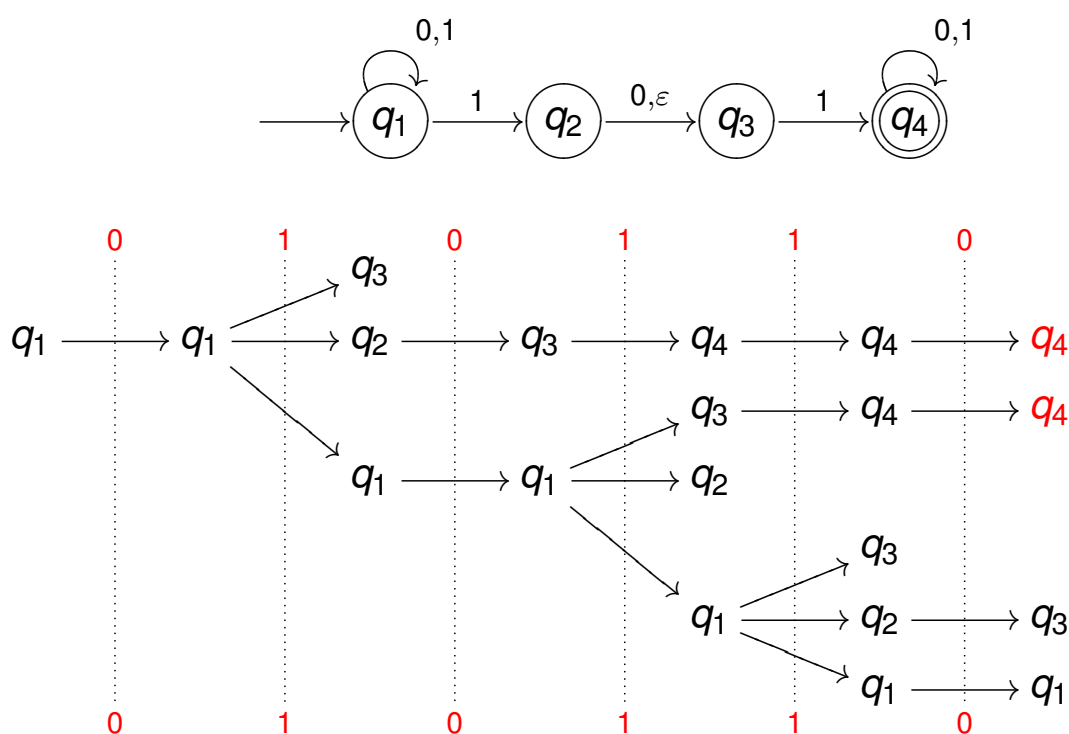 0,1 0,1
1 0,ε 1
q1 q2 q3 q4
0 1 0 1 1 0
q3
q1 q1 q2 q3 q4 q4 q4
q3 q4 q4
q1 q1 q2
q3
q1 q2 q3
q1 q1
0 1 0 1 1 0